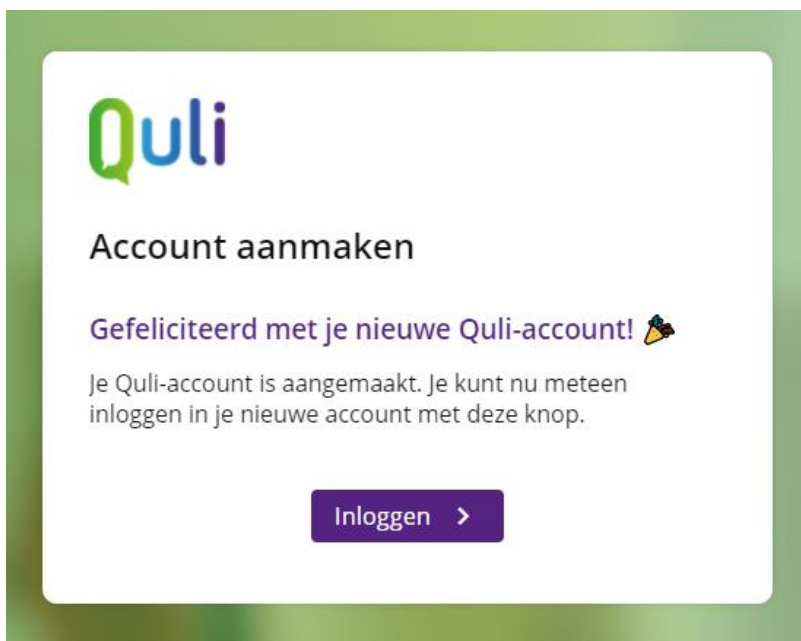 Quli
Account aanmaken
Gefeliciteerd met je nieuwe Quli-account! 🎉
Je Quli-account is aangemaakt. Je kunt nu meteen
inloggen in je nieuwe account met deze knop.
Inloggen >